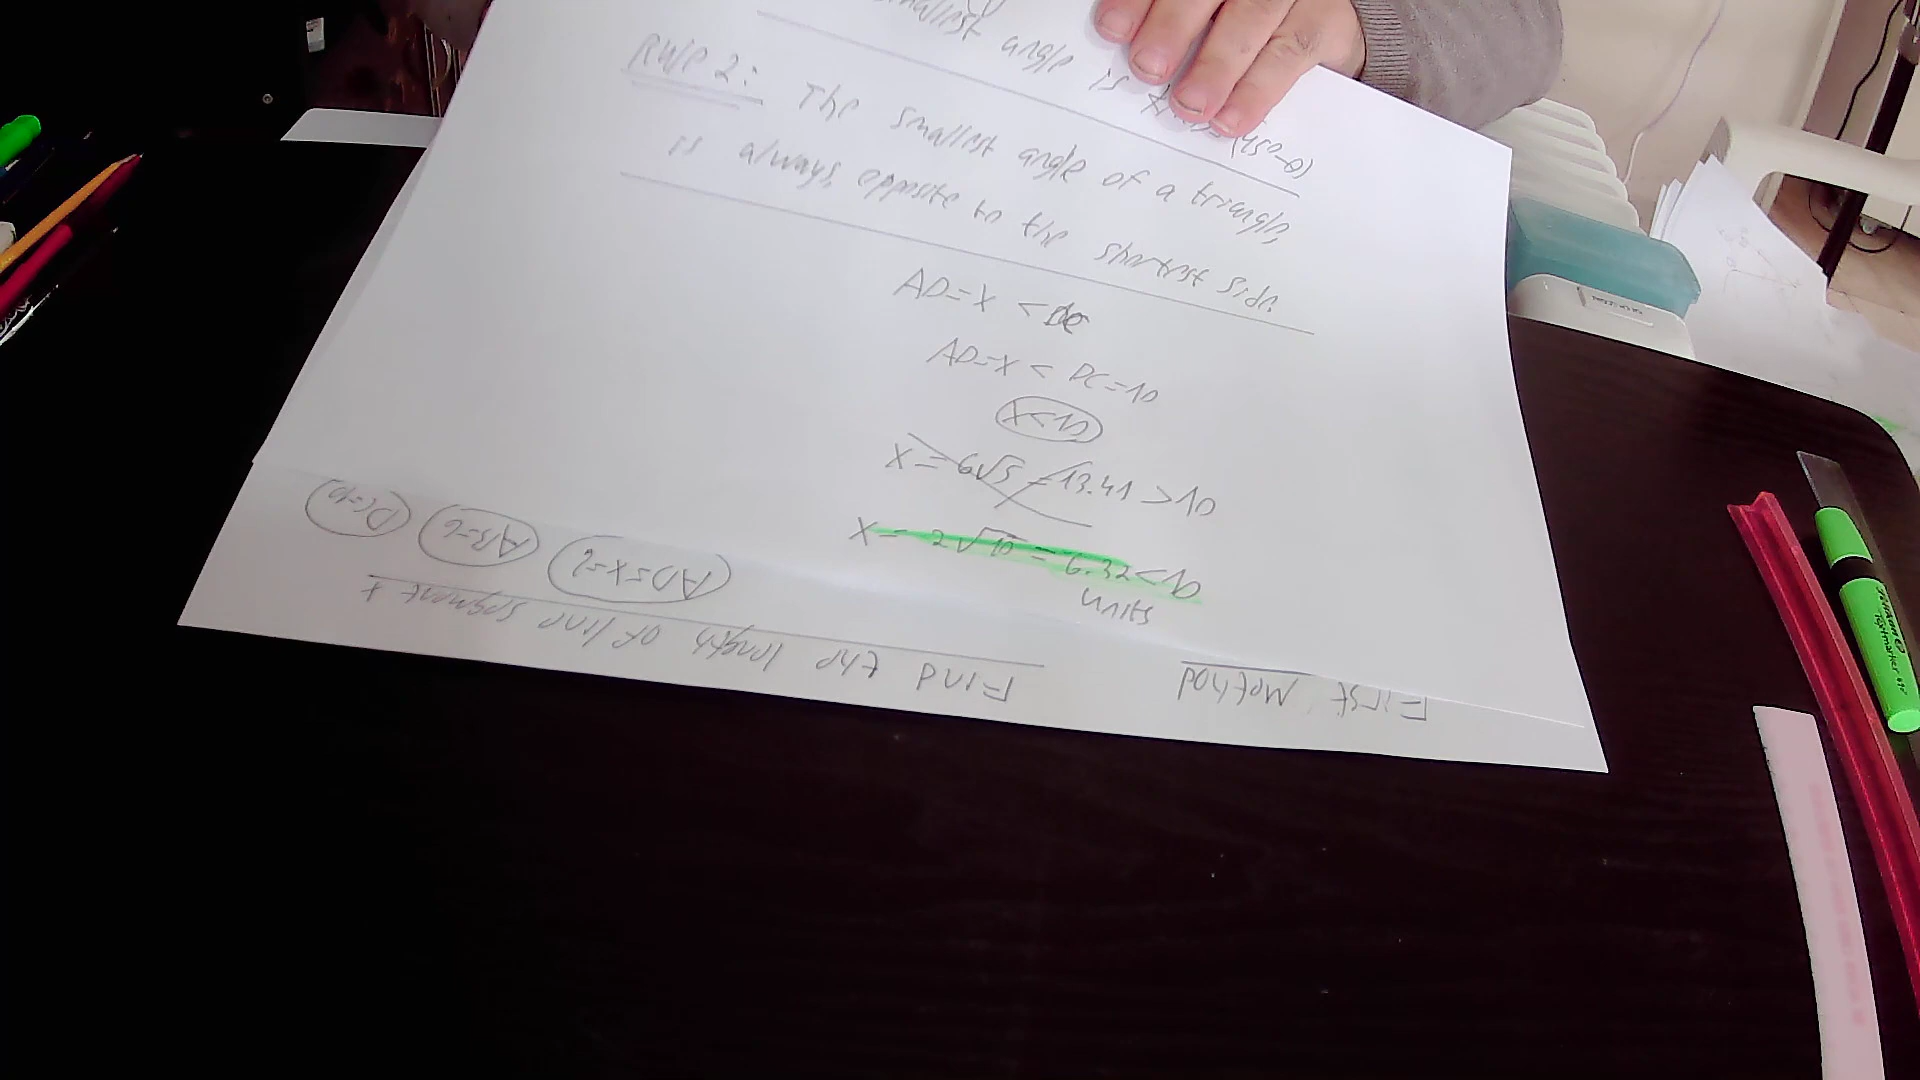 smallest angle is
(θ-θ54)
Rule 2: The smallest angle of a triangle,
is always, opposite to the shortest side.
AD=X < DC
AD=X < DC=10
X<10
X = 6√5 = 13.41 >10
X = 2√10 = 6.32<10
units
First Method
Find the length of line segment x
AD=X=? AB=6 DC=10